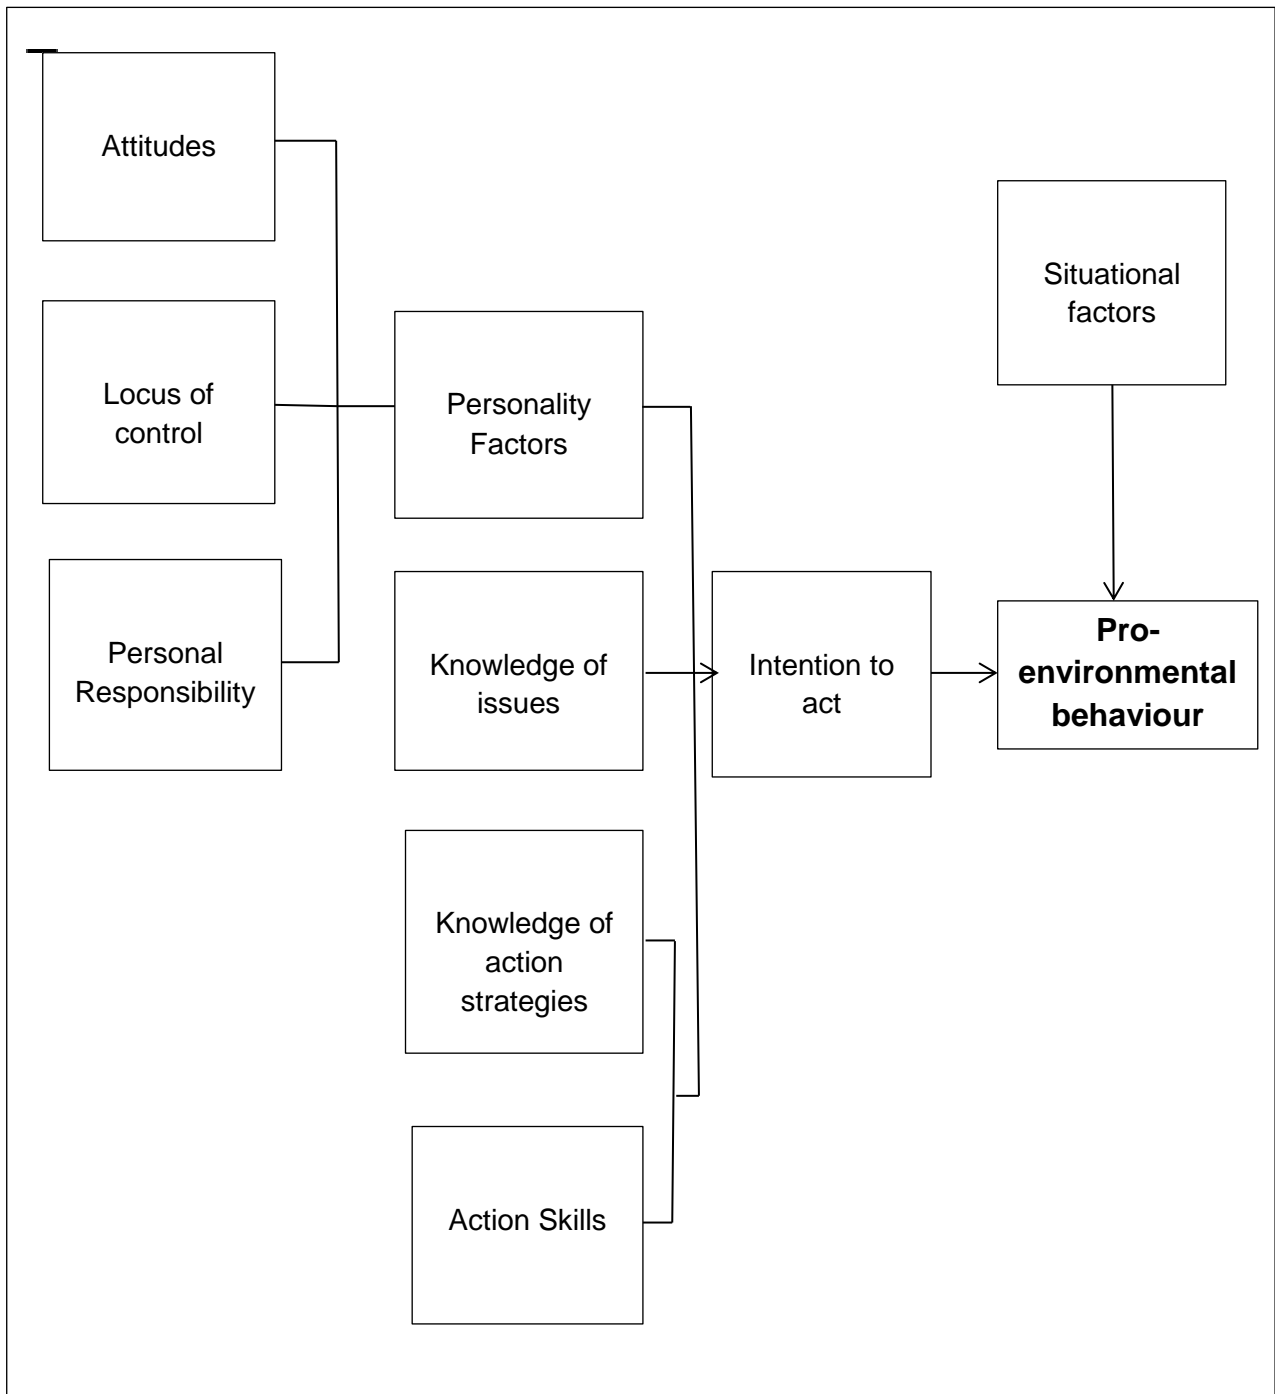 Attitudes
Locus of
control
Personal
Responsibility
Personality
Factors
Knowledge of
issues
Knowledge of
action
strategies
Action Skills
Intention to
act
Situational
factors
Pro-
environmental
behaviour